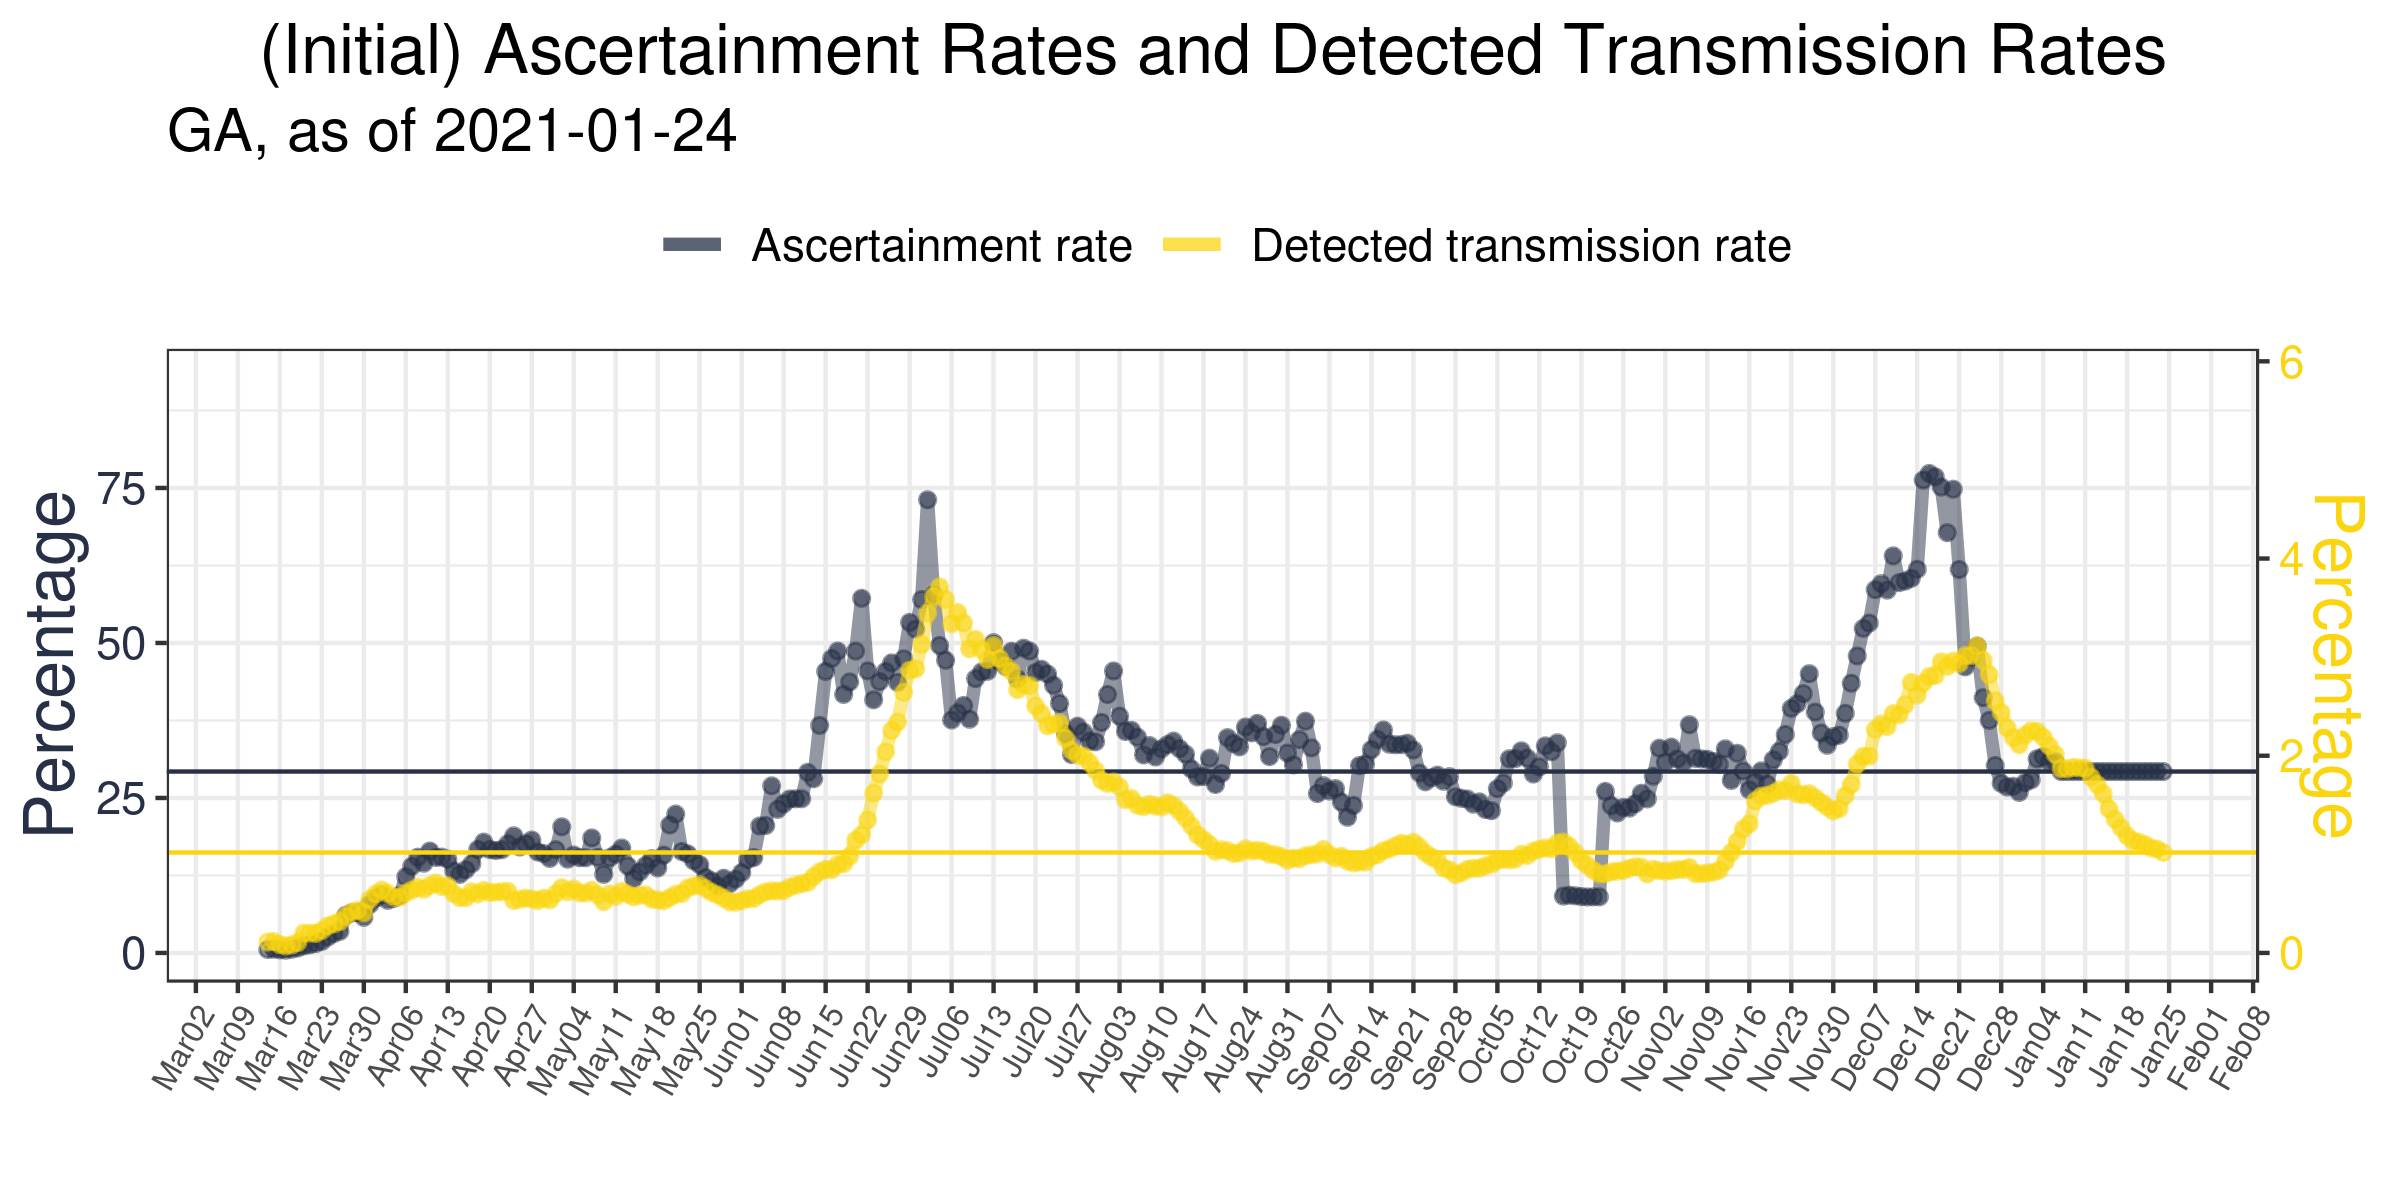 (Initial) Ascertainment Rates and Detected Transmission Rates
GA, as of 2021-01-24
Ascertainment rate
Detected transmission rate
Percentage
75
50
25
0
6
4
2
0
Percentage
Mar02
Mar09
Mar16
Mar23
Mar30
Apr06
Apr13
Apr20
Apr27
May04
May11
May18
May25
Jun01
Jun08
Jun15
Jun22
Jun29
Jul06
Jul13
Jul20
Jul27
Aug03
Aug10
Aug17
Aug24
Aug31
Sep07
Sep14
Sep21
Sep28
Oct05
Oct12
Oct19
Oct26
Nov02
Nov09
Nov16
Nov23
Nov30
Dec07
Dec14
Dec21
Dec28
Jan04
Jan11
Jan18
Jan25
Feb01
Feb08